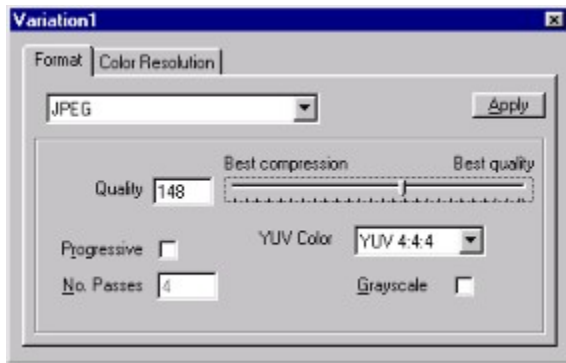 Variation1
Format Color Resolution
JPEG Apply
Best compression Best quality
Quality 148
YUV Color YUV 4:4:4
Progressive
No. Passes 4 Grayscale